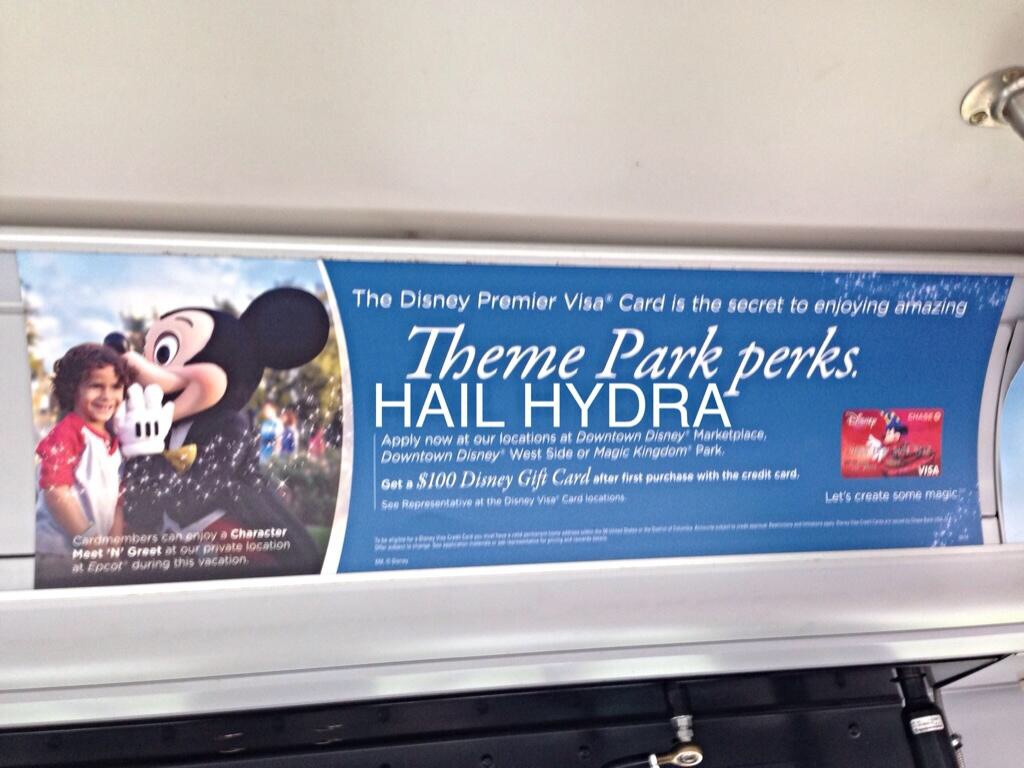 The Disney Premier Visa® Card is the secret to enjoying amazing
Theme Park perks.
HAIL HYDRA
Apply now at our locations at Downtown Disney® Marketplace,
Downtown Disney® West Side or Magic Kingdom® Park.
Get a $100 Disney Gift Card after first purchase with the credit card.
See Representative at the Disney Visa® Card locations.
Disney
CHASE
VISA
Let's create some magic™
Cardmembers can enjoy a Character
Meet 'N' Greet at our private location
at Epcot® during this vacation.